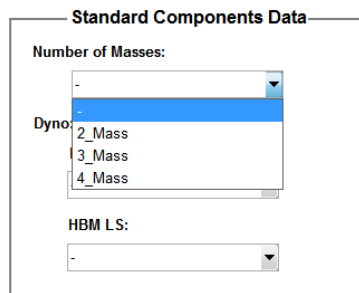 Standard Components Data
Number of Masses:
-
-
Dyno:
2_Mass
3_Mass
4_Mass
HBM LS:
-